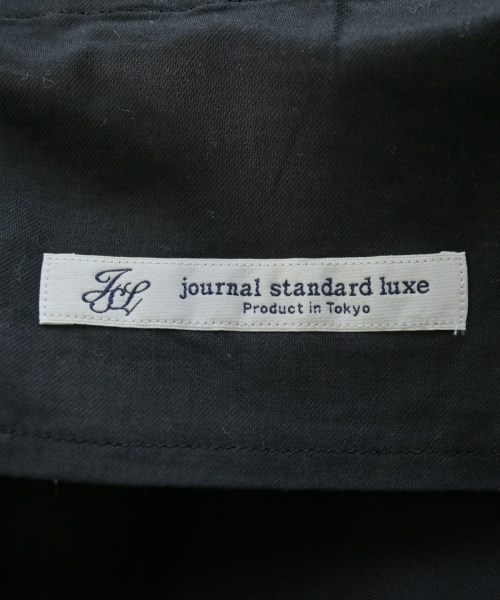 JSL
journal standard luxe
Product in Tokyo